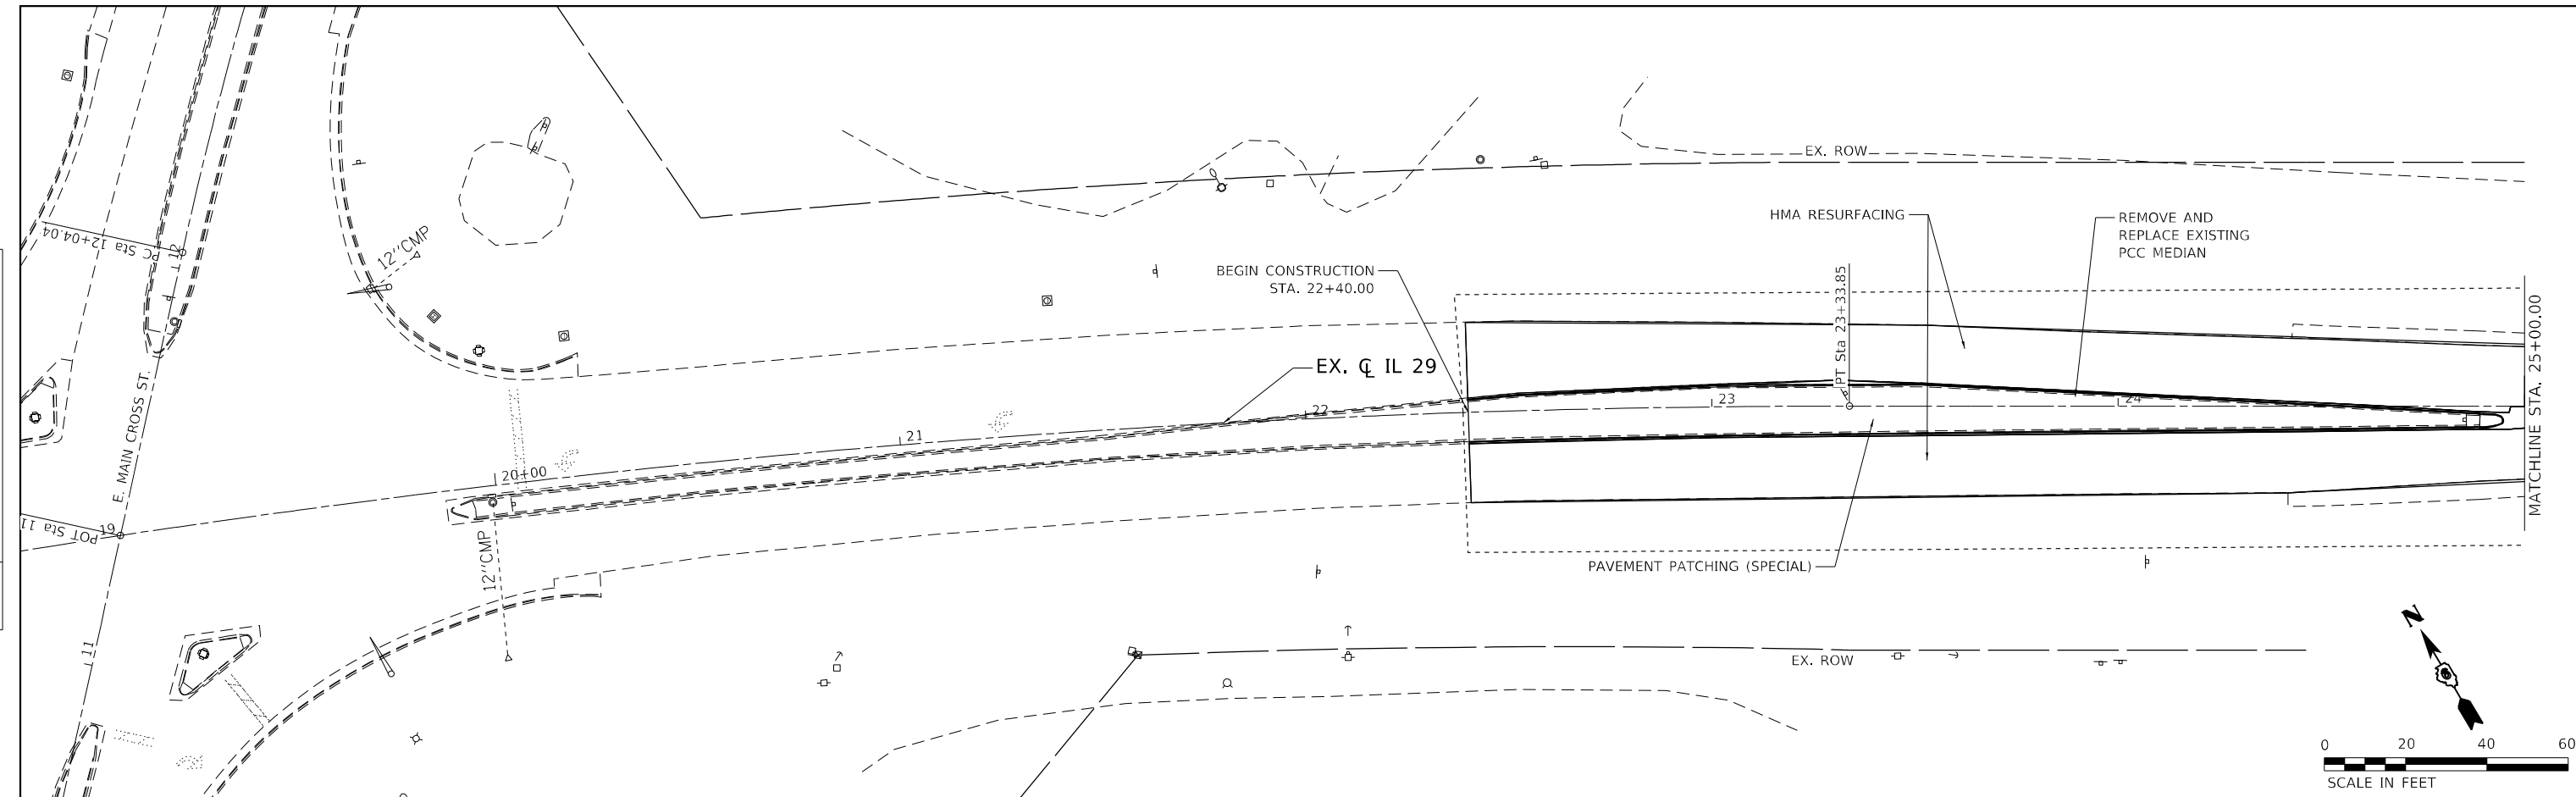 EX. ROW
HMA RESURFACING
REMOVE AND
REPLACE EXISTING
PCC MEDIAN
PC Sta 12+04.04
12
12''CMP
BEGIN CONSTRUCTION
STA. 22+40.00
PT Sta 23+33.85
MATCHLINE STA. 25+00.00
E. MAIN CROSS ST.
EX. ℄ IL 29
22
23
24
21
20+00
19
POT Sta 11
12''CMP
PAVEMENT PATCHING (SPECIAL)
11
EX. ROW
N
0 20 40 60
SCALE IN FEET